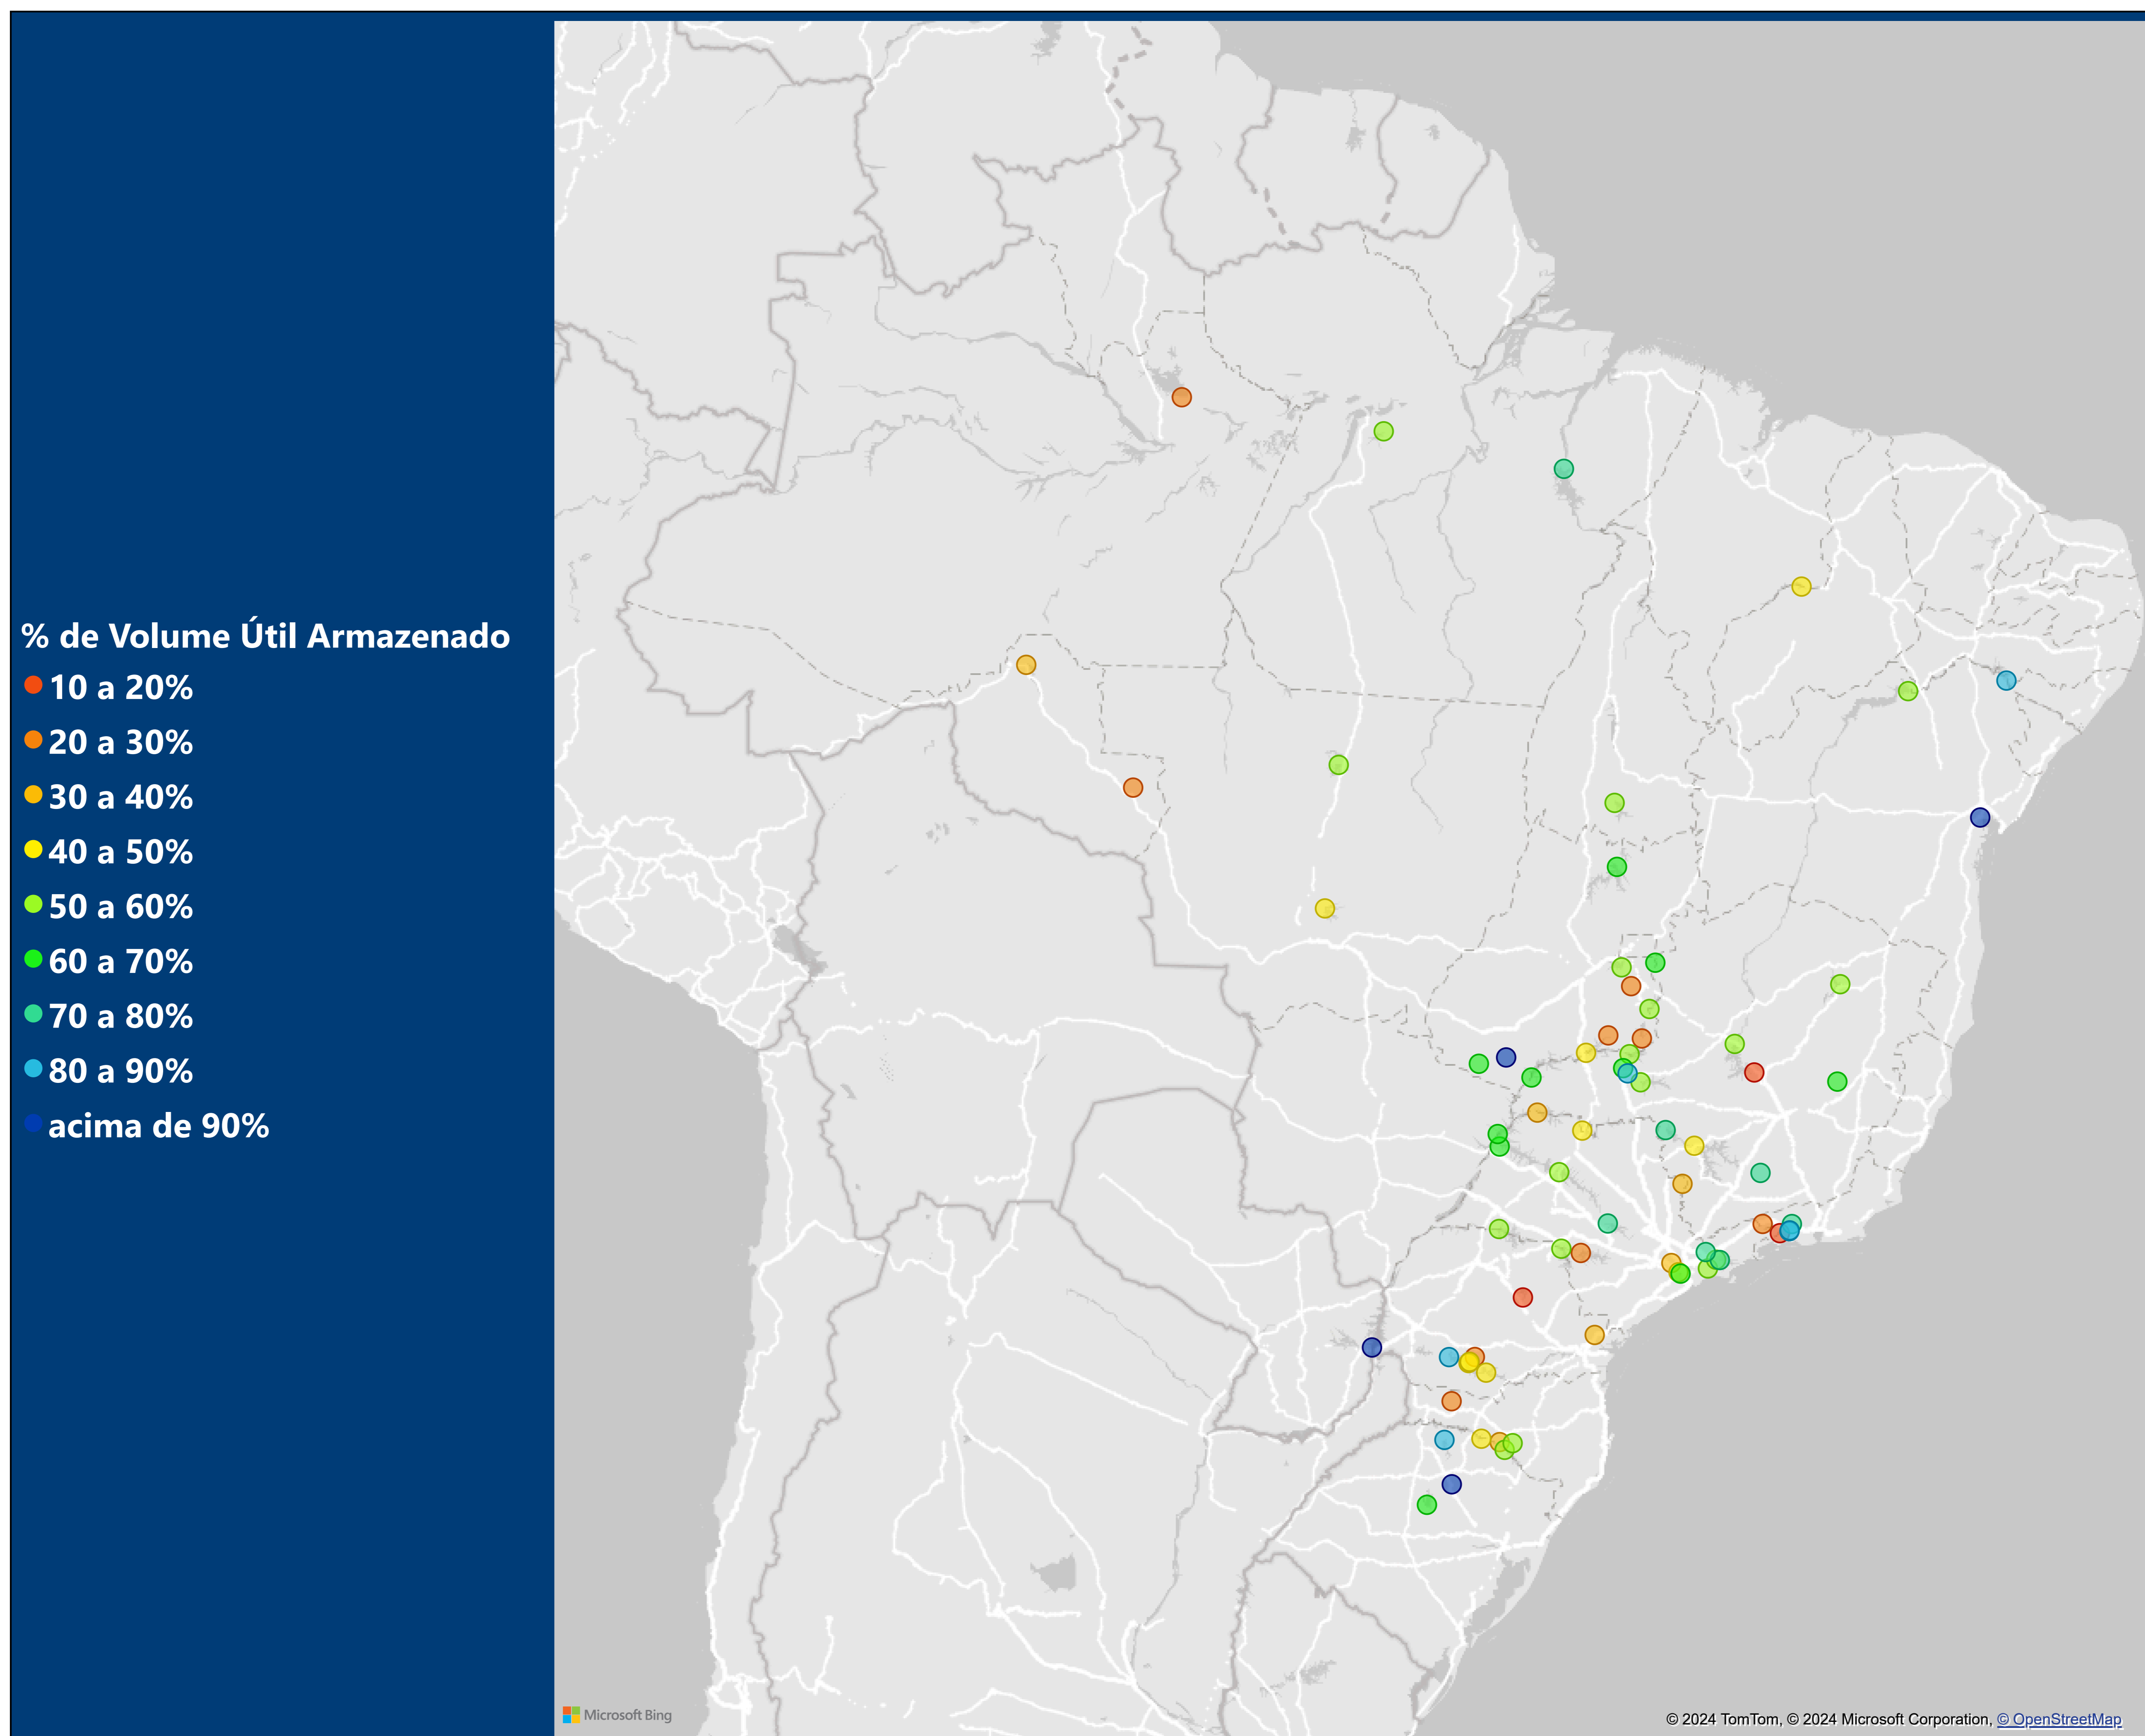 % de Volume Útil Armazenado
10 a 20%
20 a 30%
30 a 40%
40 a 50%
50 a 60%
60 a 70%
70 a 80%
80 a 90%
acima de 90%
Microsoft Bing
© 2024 TomTom, © 2024 Microsoft Corporation, © OpenStreetMap